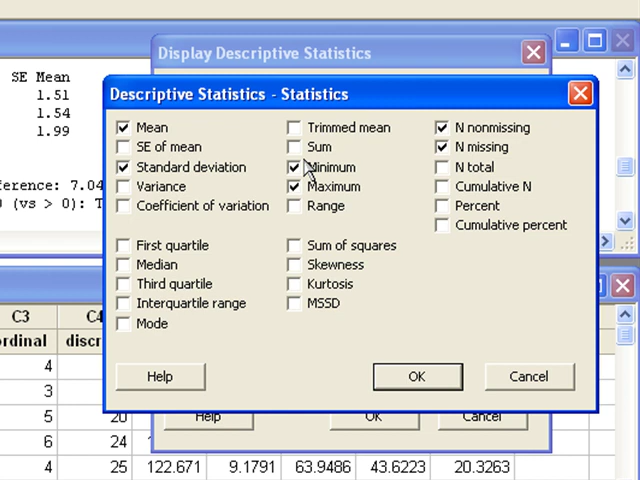 Display Descriptive Statistics
SE Mean
1.51
1.54
1.99
ference: 7.04
0 (vs > 0): T
Descriptive Statistics - Statistics
Mean
Trimmed mean
N nonmissing
SE of mean
Sum
N missing
Standard deviation
Minimum
N total
Variance
Maximum
Cumulative N
Coefficient of variation
Range
Percent
Cumulative percent
First quartile
Sum of squares
Median
Skewness
Third quartile
Kurtosis
Interquartile range
MSSD
Mode
Help
OK
Cancel
Help
OK
Cancel
C3
C4
rdinal
discr
4
3
5
20
6
24
4
25
122.671
9.1791
63.9486
43.6223
20.3263